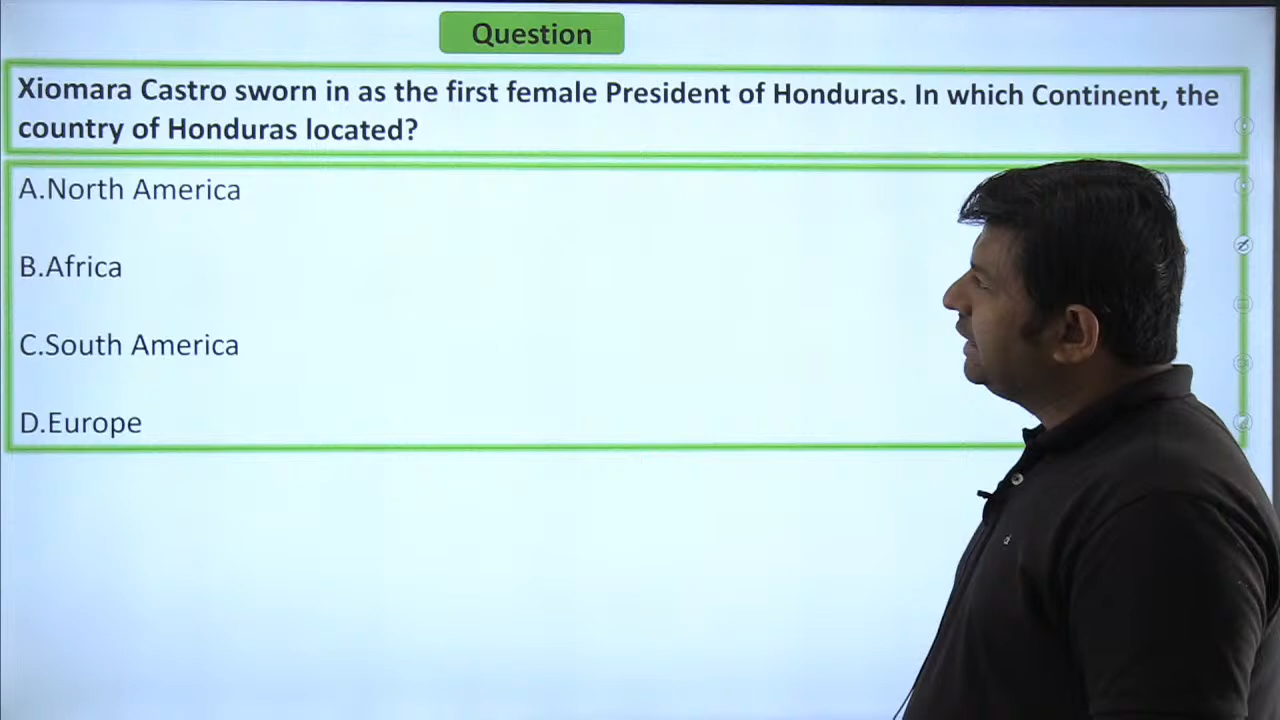 Question
Xiomara Castro sworn in as the first female President of Honduras. In which Continent, the
country of Honduras located?
A.North America
B.Africa
C.South America
D.Europe